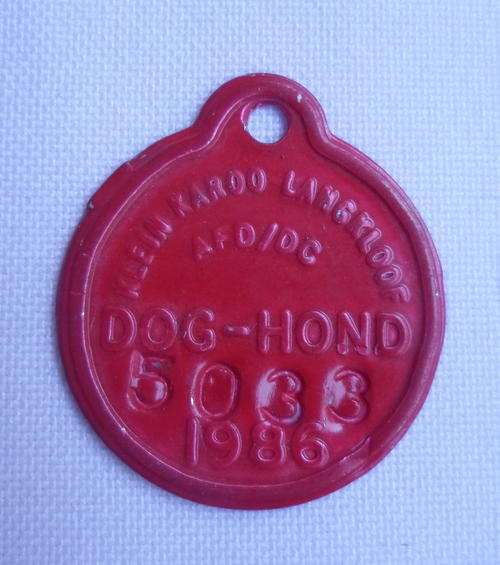 KLEIN KAROO LANGKLOOF
AFD/DC
DOG-HOND
5033
1986